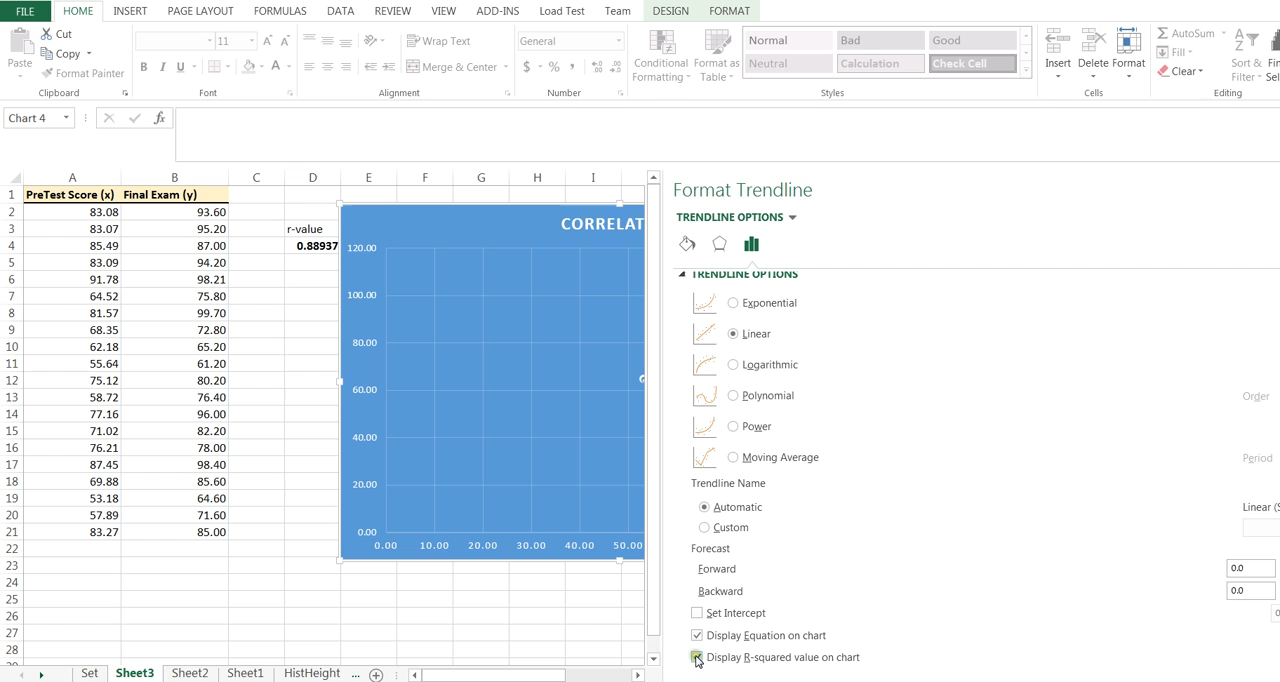 FILE HOME INSERT PAGE LAYOUT FORMULAS DATA REVIEW VIEW ADD-INS Load Test Team DESIGN FORMAT
Cut
Copy
Format Painter
Paste
Clipboard
11 A A
B I U A
Font
Wrap Text
Merge & Center
Alignment
General
$ % ,
Number
Conditional Formatting
Format as Table
Normal Bad Good
Neutral Calculation Check Cell
Styles
Insert Delete Format
Cells
AutoSum
Fill
Clear
Sort &
Filter
Editing
Chart 4 fx
A B C D E F G H I
1 PreTest Score (x) Final Exam (y)
2 83.08 93.60
3 83.07 95.20 r-value
4 85.49 87.00 0.88937
5 83.09 94.20
6 91.78 98.21
7 64.52 75.80
8 81.57 99.70
9 68.35 72.80
10 62.18 65.20
11 55.64 61.20
12 75.12 80.20
13 58.72 76.40
14 77.16 96.00
15 71.02 82.20
16 76.21 78.00
17 87.45 98.40
18 69.88 85.60
19 53.18 64.60
20 57.89 71.60
21 83.27 85.00
22
23
24
25
26
27
28
CORRELAT
120.00
100.00
80.00
60.00
40.00
20.00
0.00
0.00 10.00 20.00 30.00 40.00 50.00
Set Sheet3 Sheet2 Sheet1 HistHeight ...
Format Trendline
TRENDLINE OPTIONS
TRENDLINE OPTIONS
Exponential
Linear
Logarithmic
Polynomial Order
Power
Moving Average Period
Trendline Name
Automatic Linear (S
Custom
Forecast
Forward 0.0
Backward 0.0
Set Intercept 0
Display Equation on chart
Display R-squared value on chart